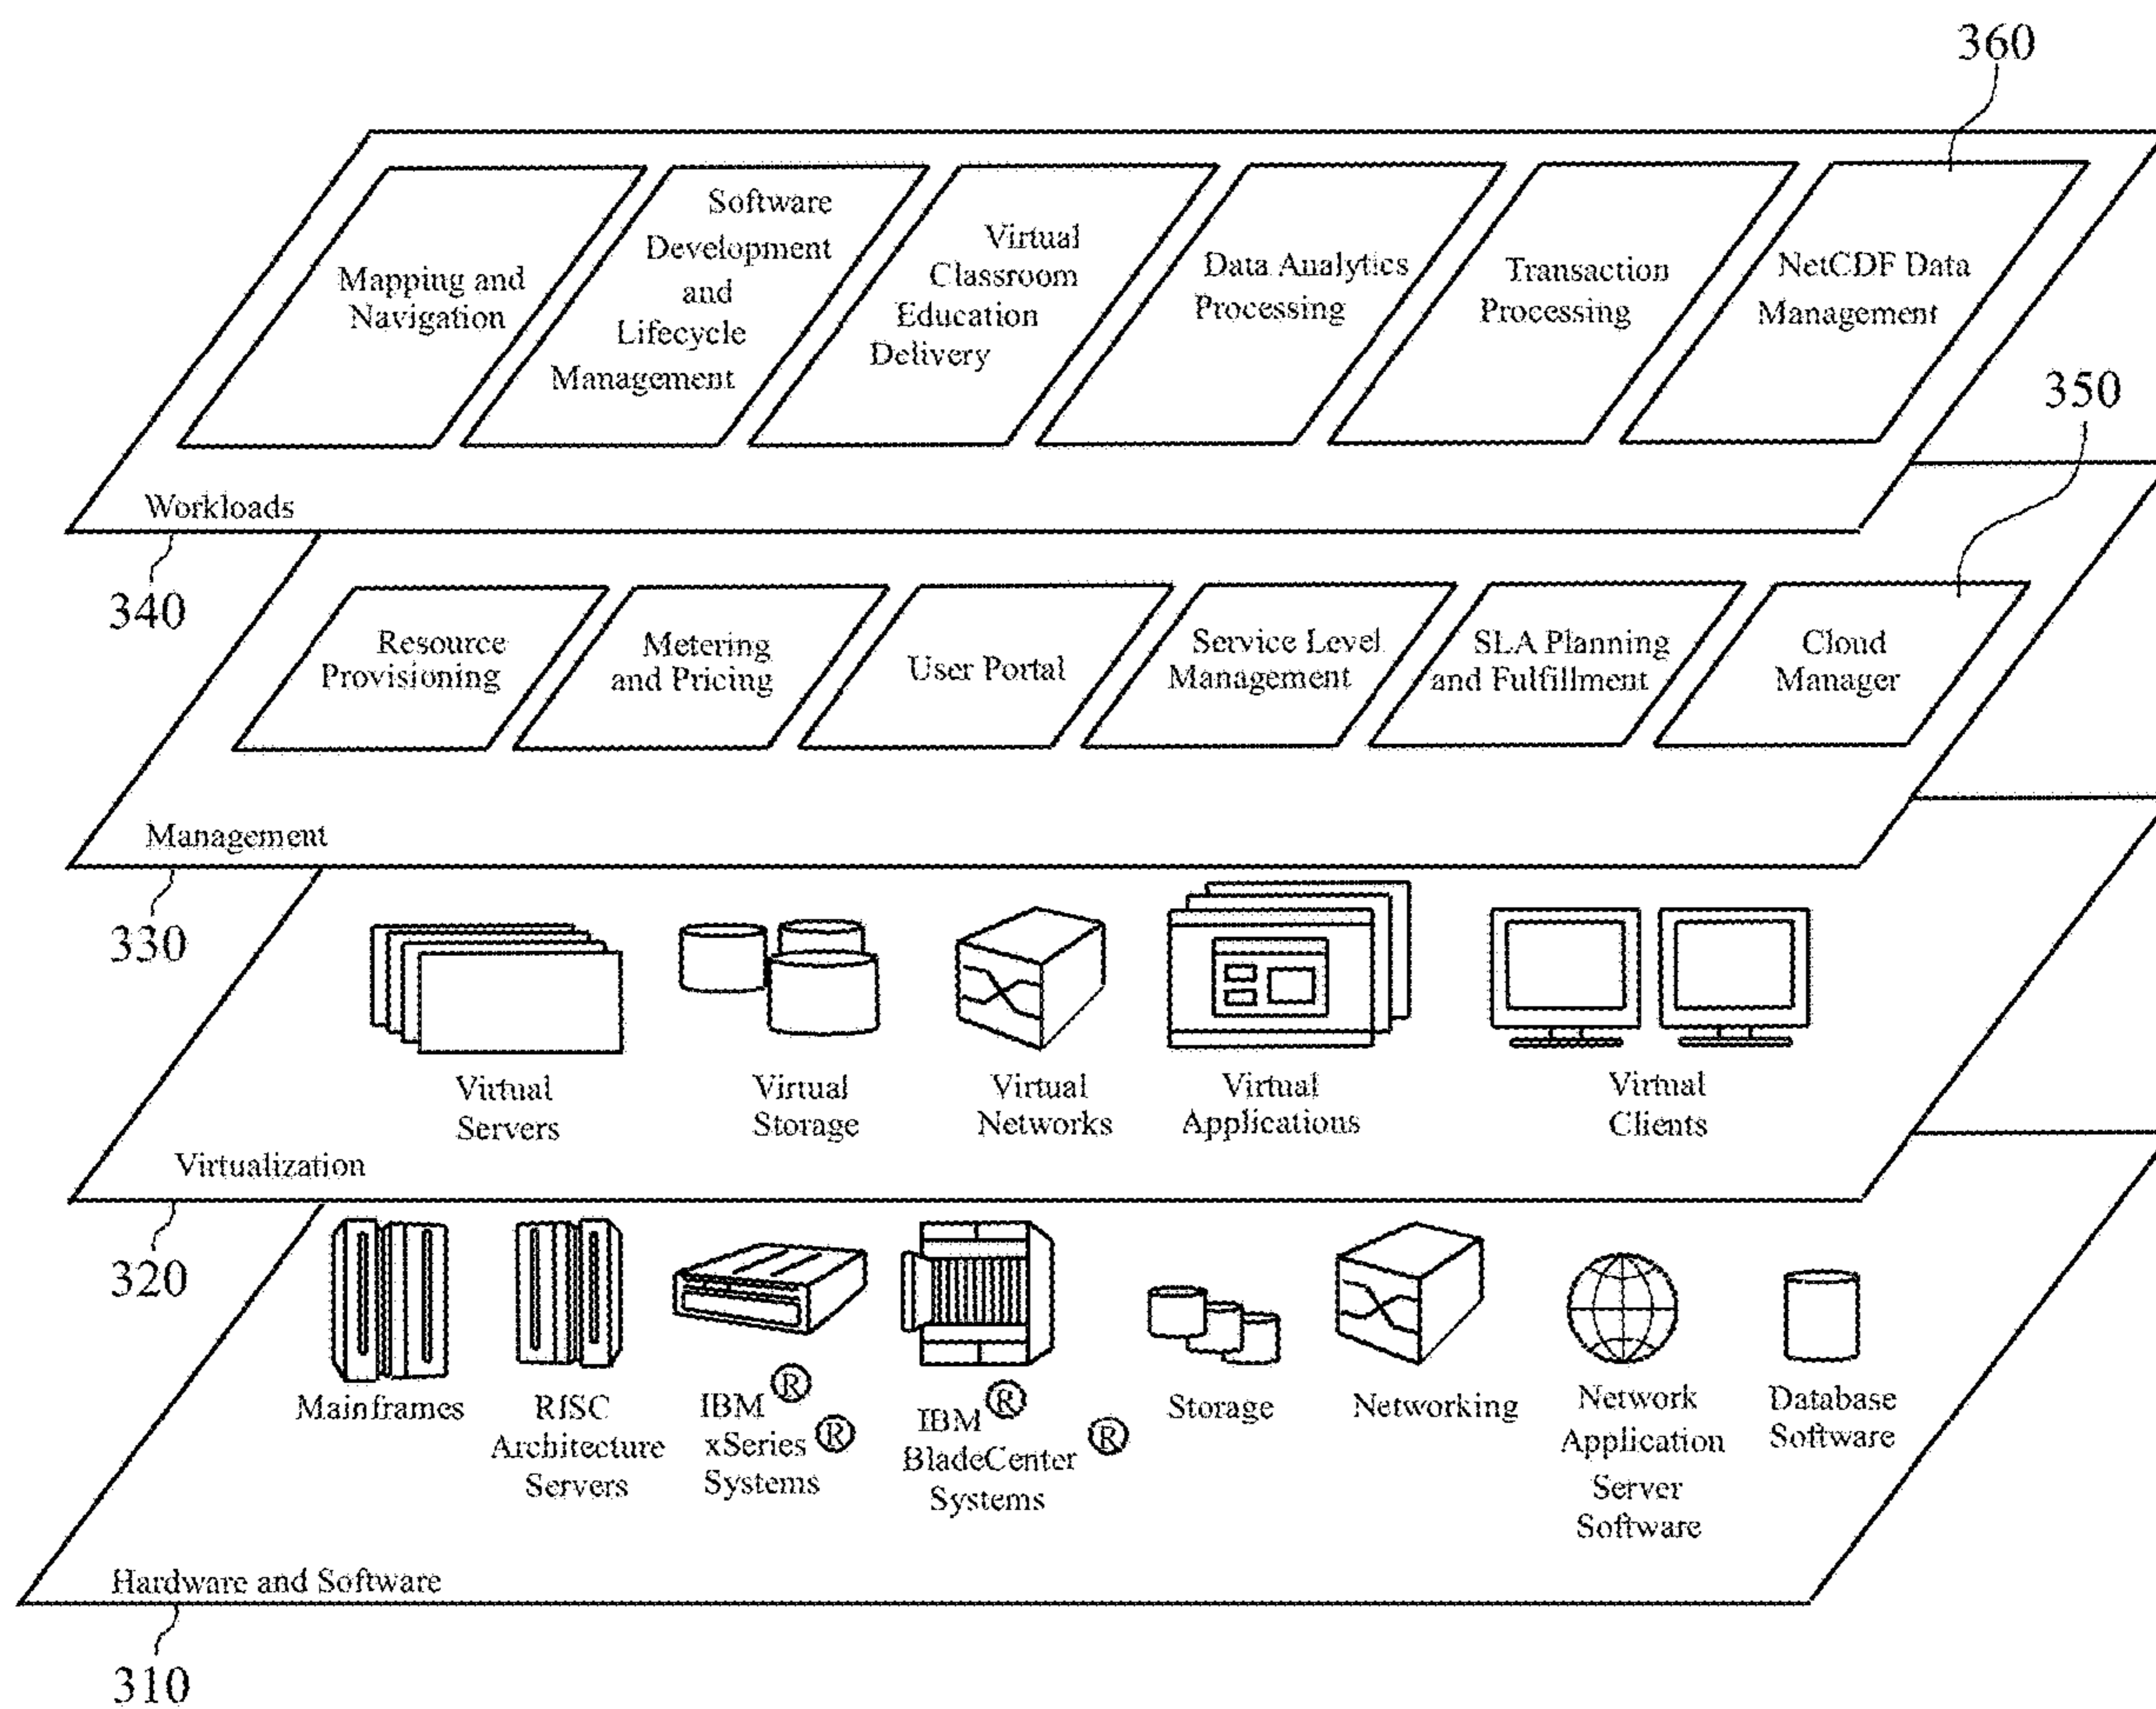 360
Mapping and
Navigation
Software
Development
and
Lifecycle
Management
Virtual
Classroom
Education
Delivery
Data Analytics
Processing
Transaction
Processing
NetCDF Data
Management
350
Workloads
340
Resource
Provisioning
Metering
and Pricing
User Portal
Service Level
Management
SLA Planning
and Fulfillment
Cloud
Manager
Management
330
Virtual
Servers
Virtual
Storage
Virtual
Networks
Virtual
Applications
Virtual
Clients
Virtualization
320
Mainframes
RISC
Architecture
Servers
IBM ®
xSeries ®
Systems
IBM ®
BladeCenter ®
Systems
Storage
Networking
Network
Application
Server
Software
Database
Software
Hardware and Software
310